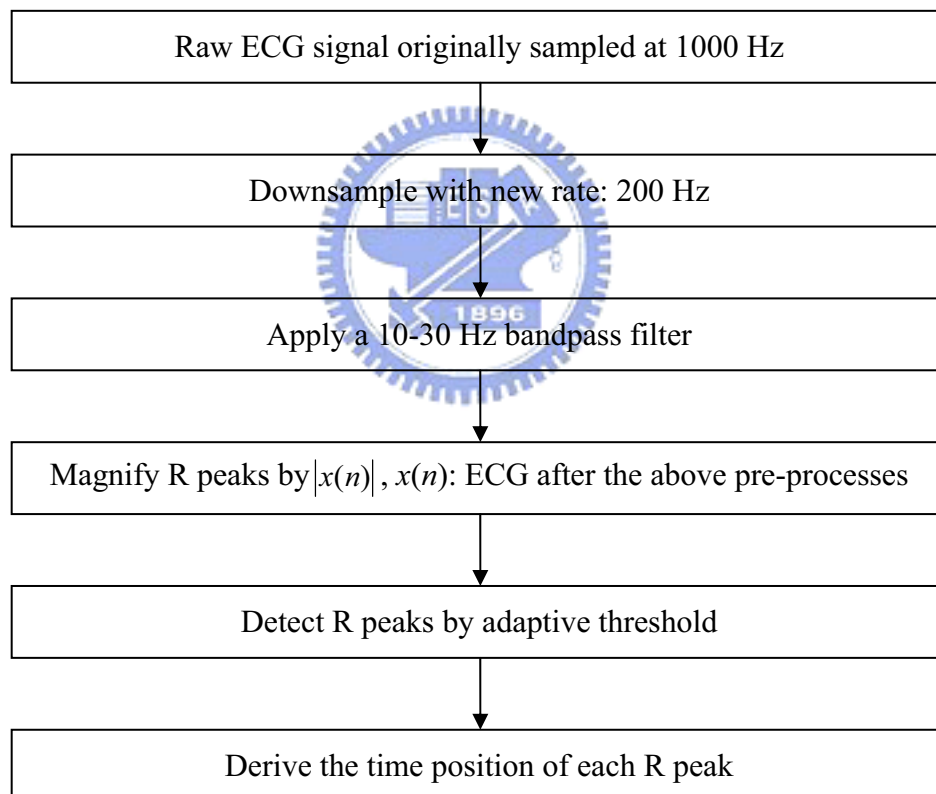 Raw ECG signal originally sampled at 1000 Hz
Downsample with new rate: 200 Hz
E S
1896
Apply a 10-30 Hz bandpass filter
Magnify R peaks by |x(n)| , x(n): ECG after the above pre-processes
Detect R peaks by adaptive threshold
Derive the time position of each R peak